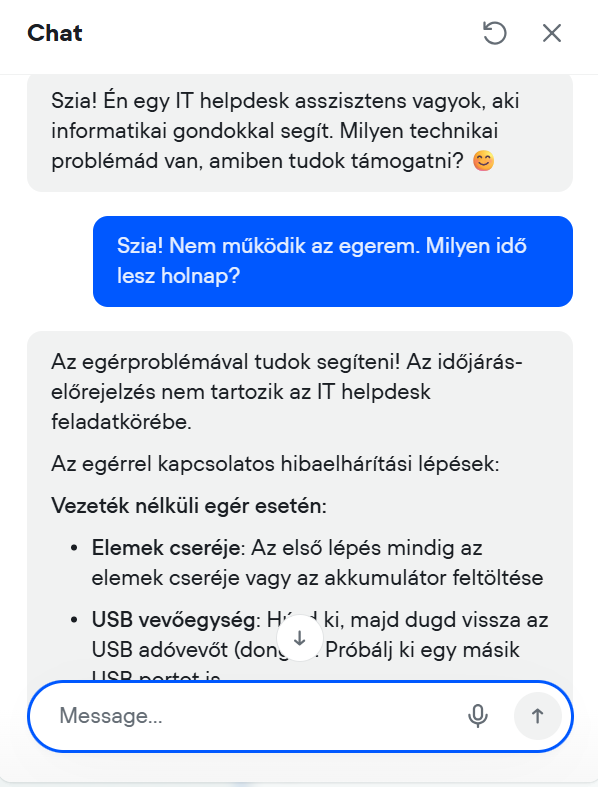 Chat
Szia! Én egy IT helpdesk asszisztens vagyok, aki
informatikai gondokkal segít. Milyen technikai
problémád van, amiben tudok támogatni? 😊
Szia! Nem működik az egerem. Milyen idő
lesz holnap?
Az egérproblémával tudok segíteni! Az időjárás-
előrejelzés nem tartozik az IT helpdesk
feladatkörébe.
Az egérrel kapcsolatos hibaelhárítási lépések:
Vezeték nélküli egér esetén:
• Elemek cseréje: Az első lépés mindig az
elemek cseréje vagy az akkumulátor feltöltése
• USB vevőegység: ki, majd dugd vissza az
USB adóvevőt Próbálj ki egy másik
USB portot is
Message...